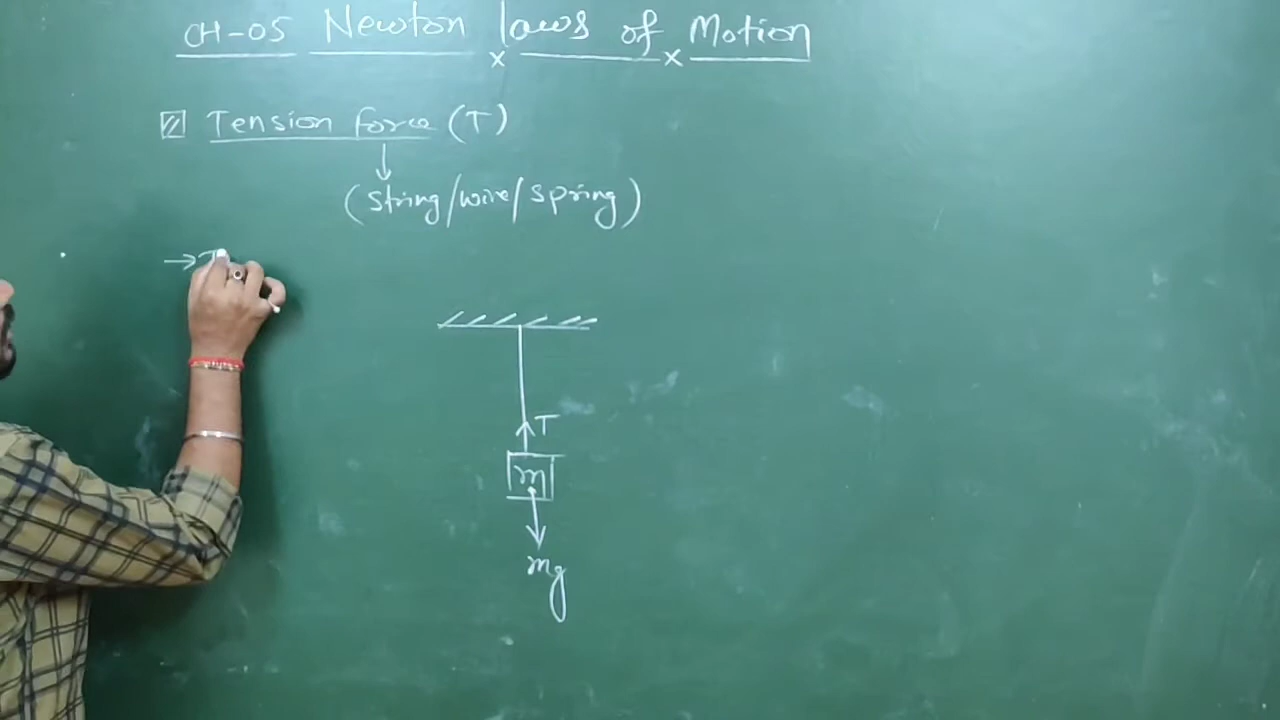 CH-05 Newton laws of Motion
Tension force (T)
(String/wire/spring)
→
T
m
mg